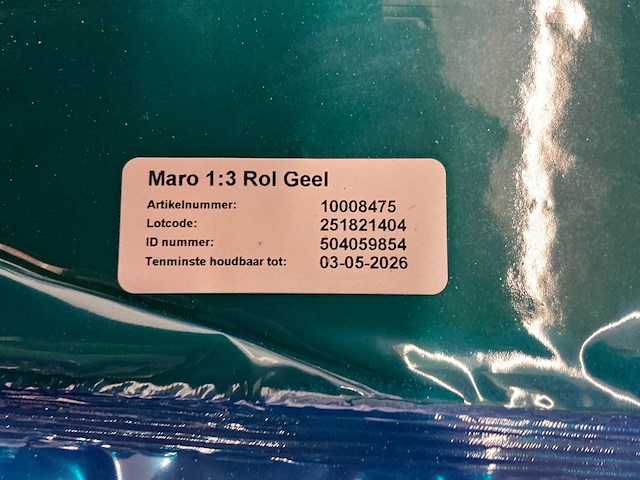 Maro 1:3 Rol Geel
Artikelnummer: 10008475
Lotcode: 251821404
ID nummer: 504059854
Tenminste houdbaar tot: 03-05-2026